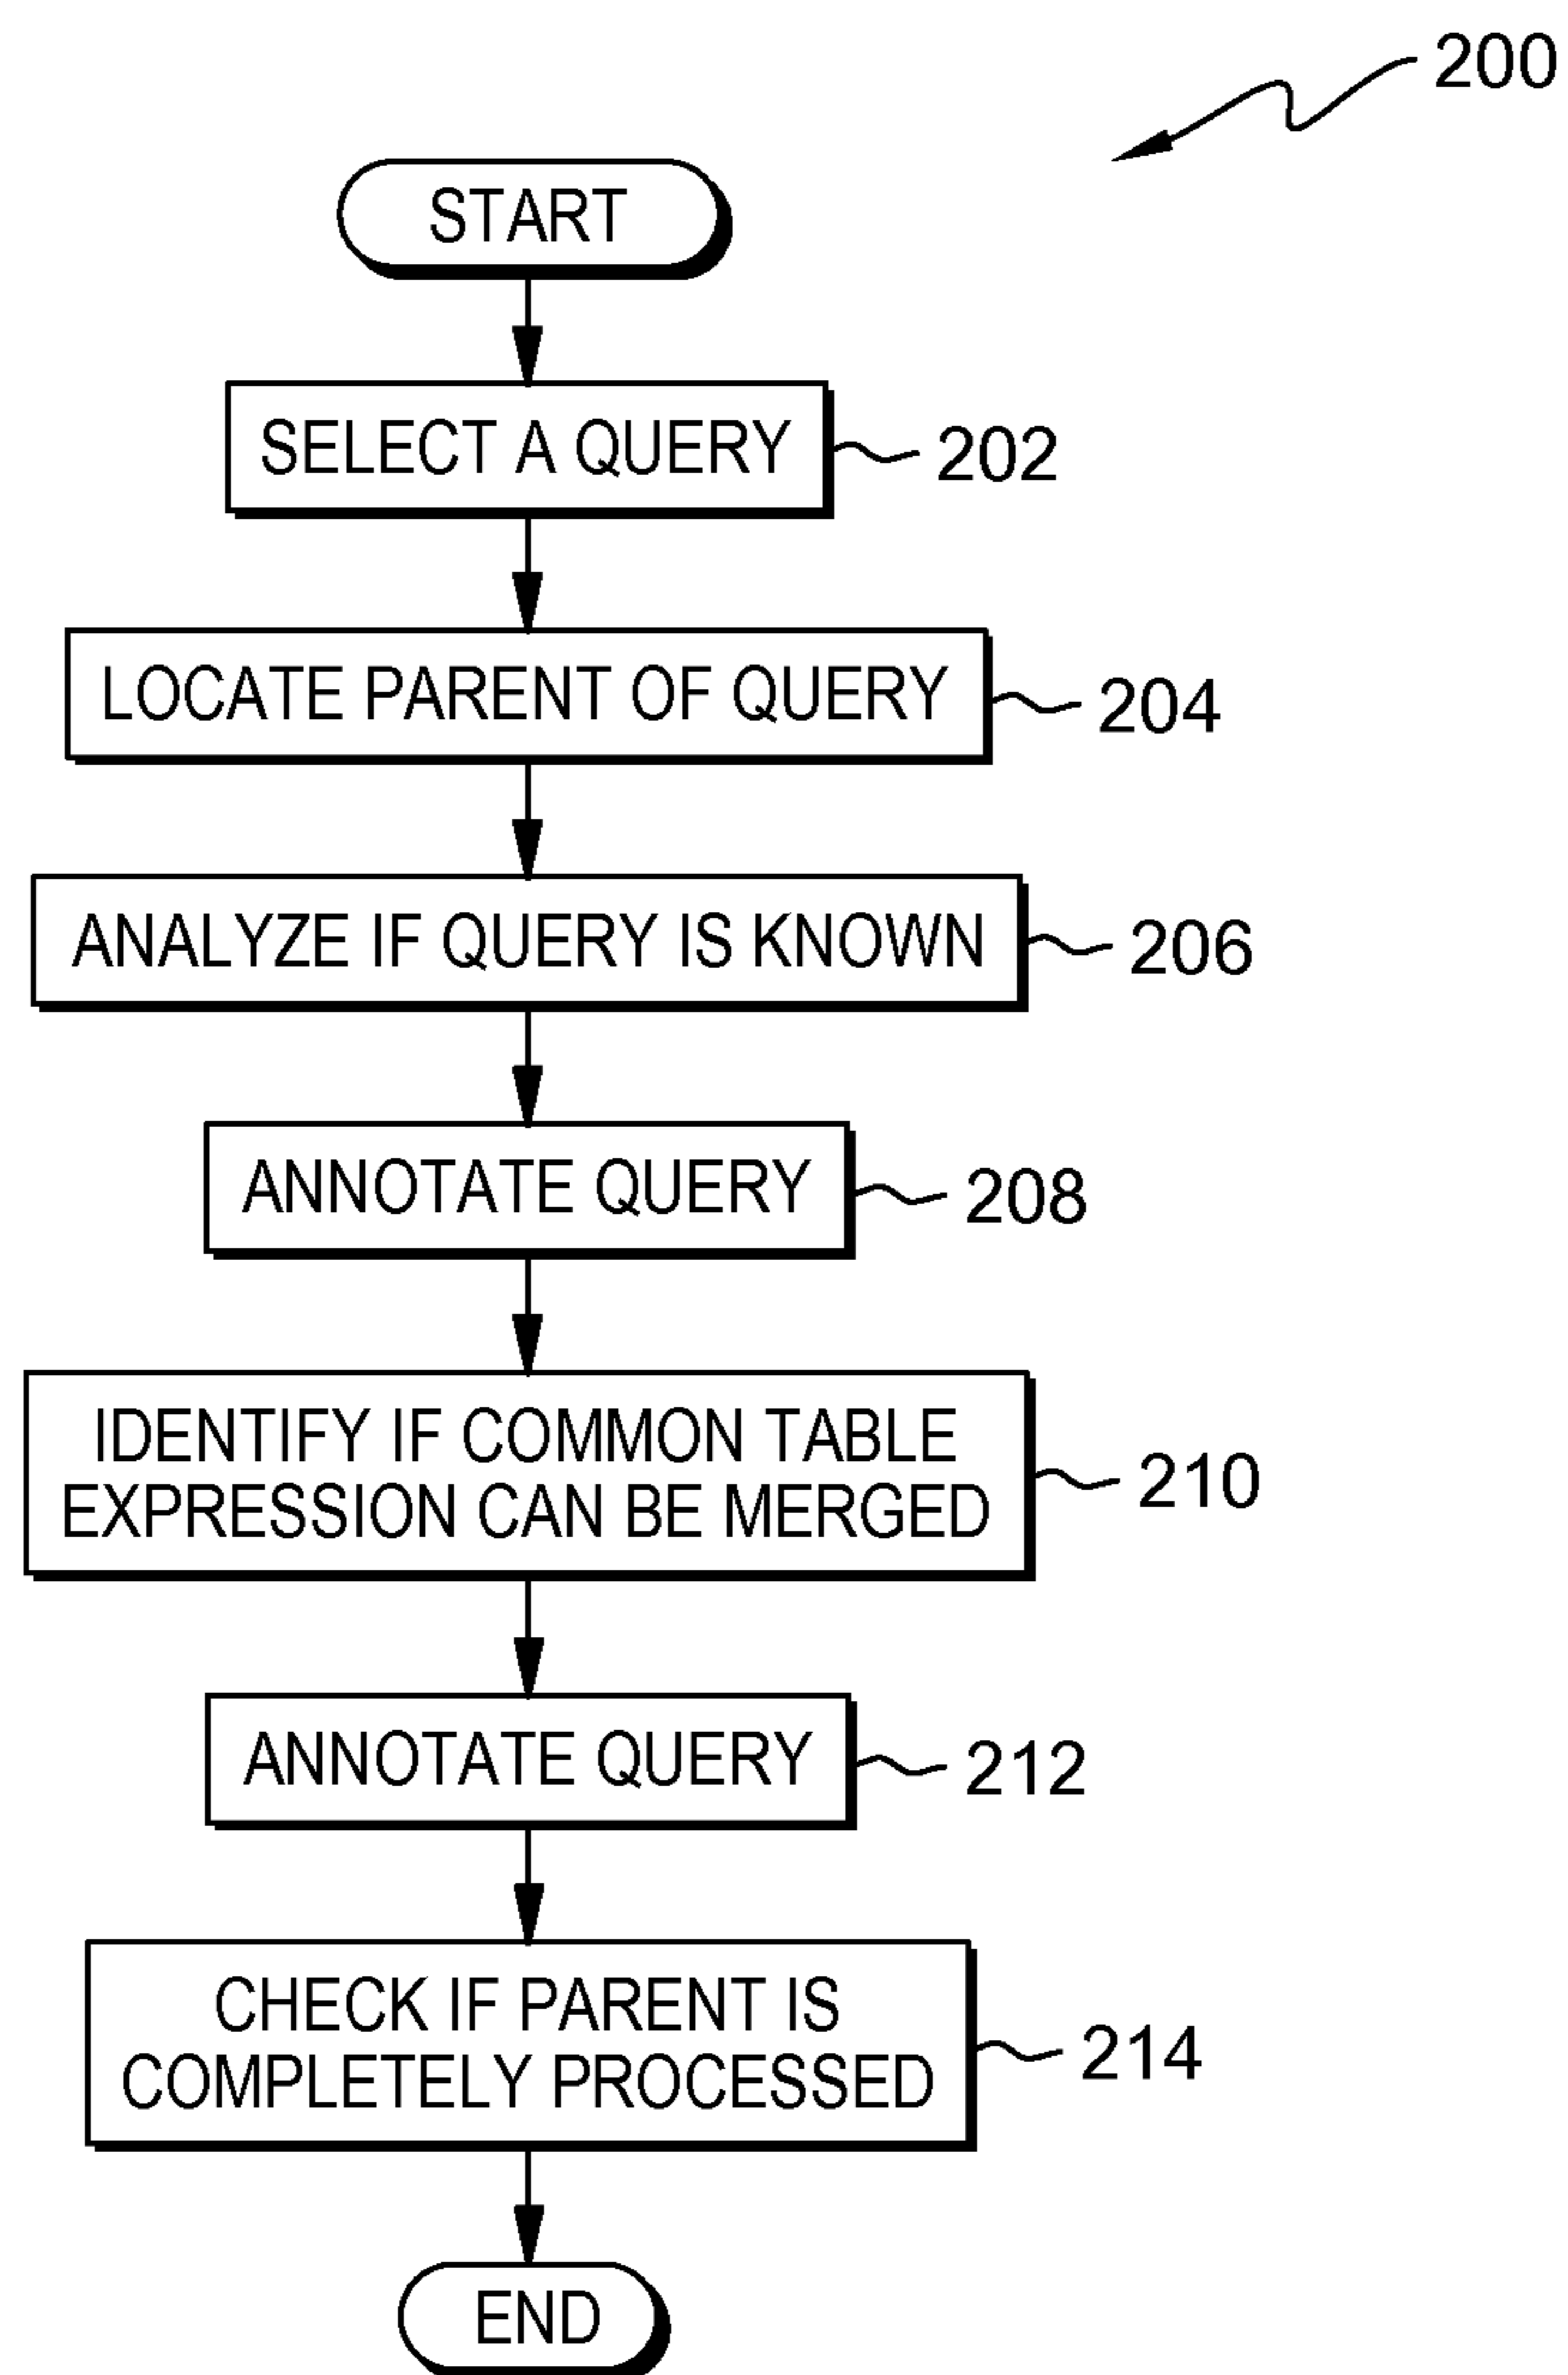 200
START
SELECT A QUERY
202
LOCATE PARENT OF QUERY
204
ANALYZE IF QUERY IS KNOWN
206
ANNOTATE QUERY
208
IDENTIFY IF COMMON TABLE
EXPRESSION CAN BE MERGED
210
ANNOTATE QUERY
212
CHECK IF PARENT IS
COMPLETELY PROCESSED
214
END